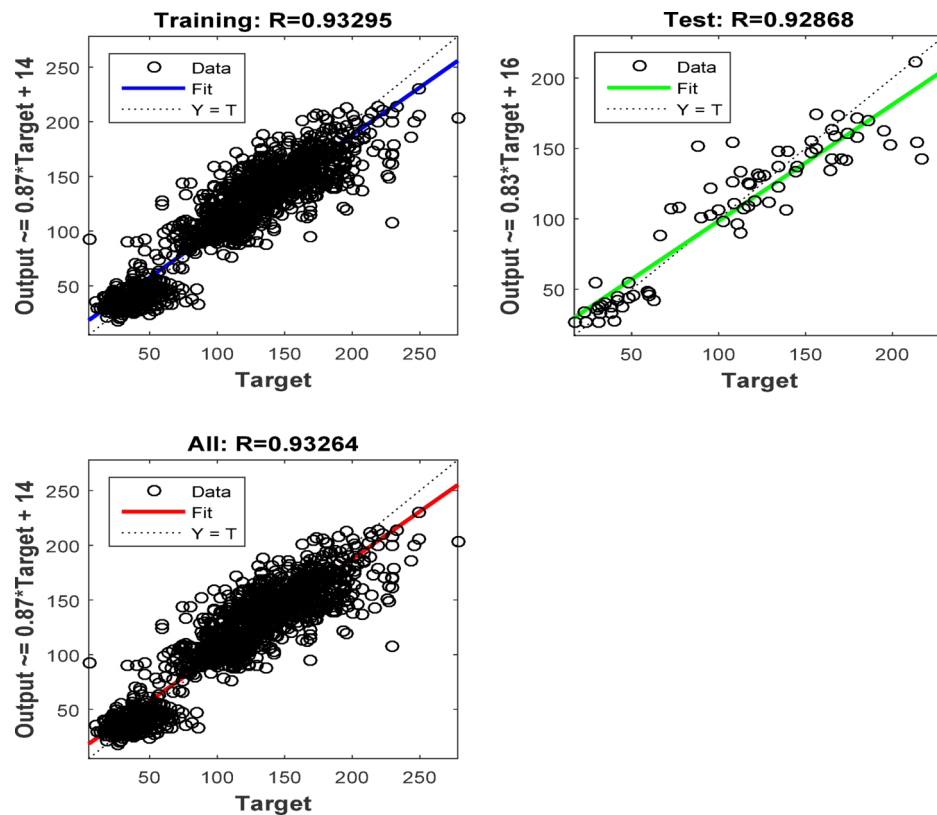 Training: R=0.93295
Output ~= 0.87*Target + 14
250
200
150
100
50
Data
Fit
Y = T
50 100 150 200 250
Target
Test: R=0.92868
Output ~= 0.83*Target + 16
200
150
100
50
Data
Fit
Y = T
50 100 150 200
Target
All: R=0.93264
Output ~= 0.87*Target + 14
250
200
150
100
50
Data
Fit
Y = T
50 100 150 200 250
Target